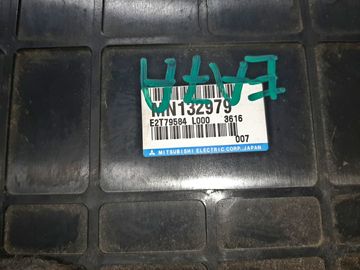 EA7A
MN132979
E2T79584 L000 3616
007
MITSUBISHI ELECTRIC CORP. JAPAN